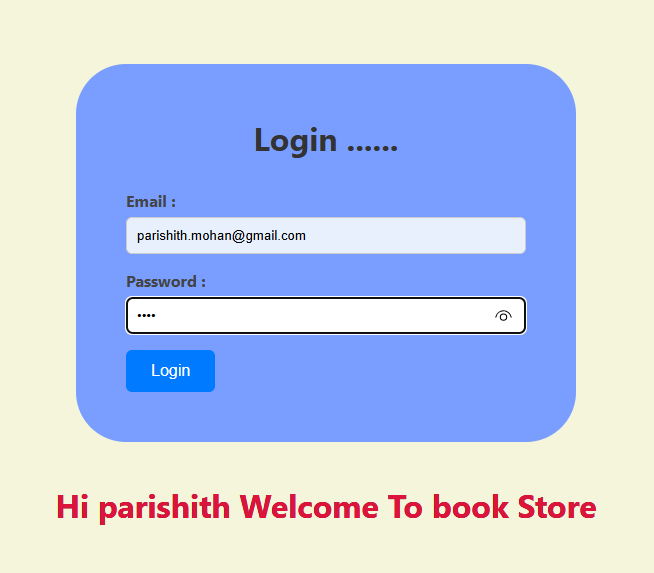 Login ......
Email :
parishith.mohan@gmail.com
Password :
••••
Login
Hi parishith Welcome To book Store